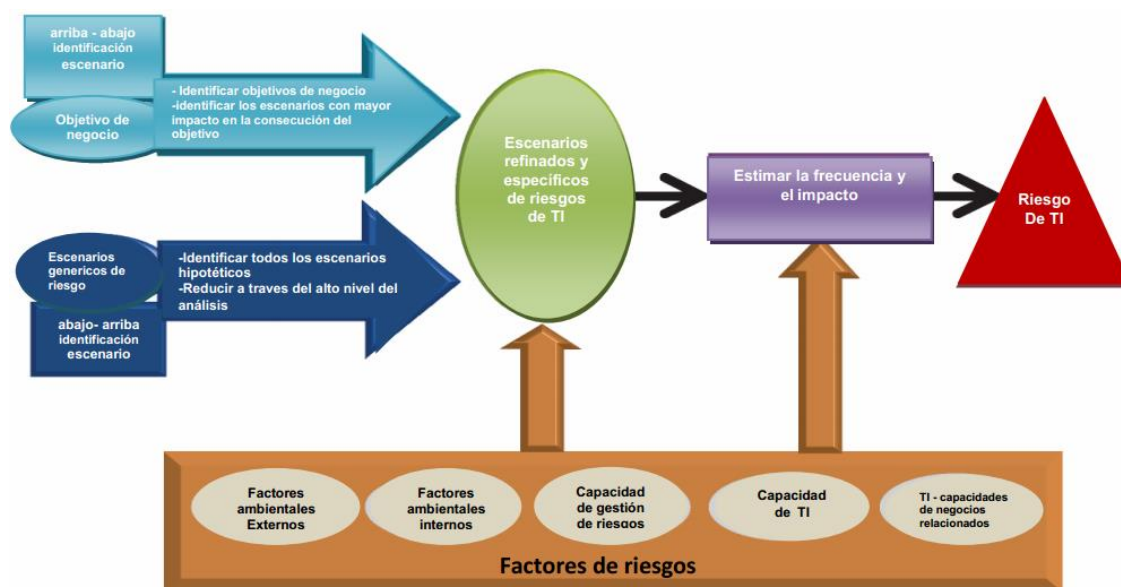 arriba - abajo
identificación
escenario
Objetivo de
negocio
- Identificar objetivos de negocio
-identificar los escenarios con mayor
impacto en la consecución del
objetivo
Escenarios genericos de
riesgo
abajo- arriba
identificación
escenario
-Identificar todos los escenarios
hipotéticos
-Reducir a traves del alto nivel del
análisis
Escenarios
refinados y
específicos
de riesgos
de TI
Estimar la frecuencia y
el impacto
Riesgo
De TI
Factores
ambientales
Externos
Factores
ambientales
internos
Capacidad
de gestión
de riesgos
Capacidad
de TI
TI - capacidades
de negocios
relacionados
Factores de riesgos